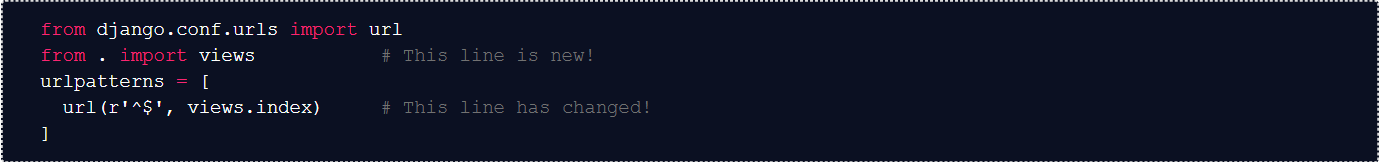 from django.conf.urls import url
from . import views           # This line is new!
urlpatterns = [
  url(r'^$', views.index)     # This line has changed!
]